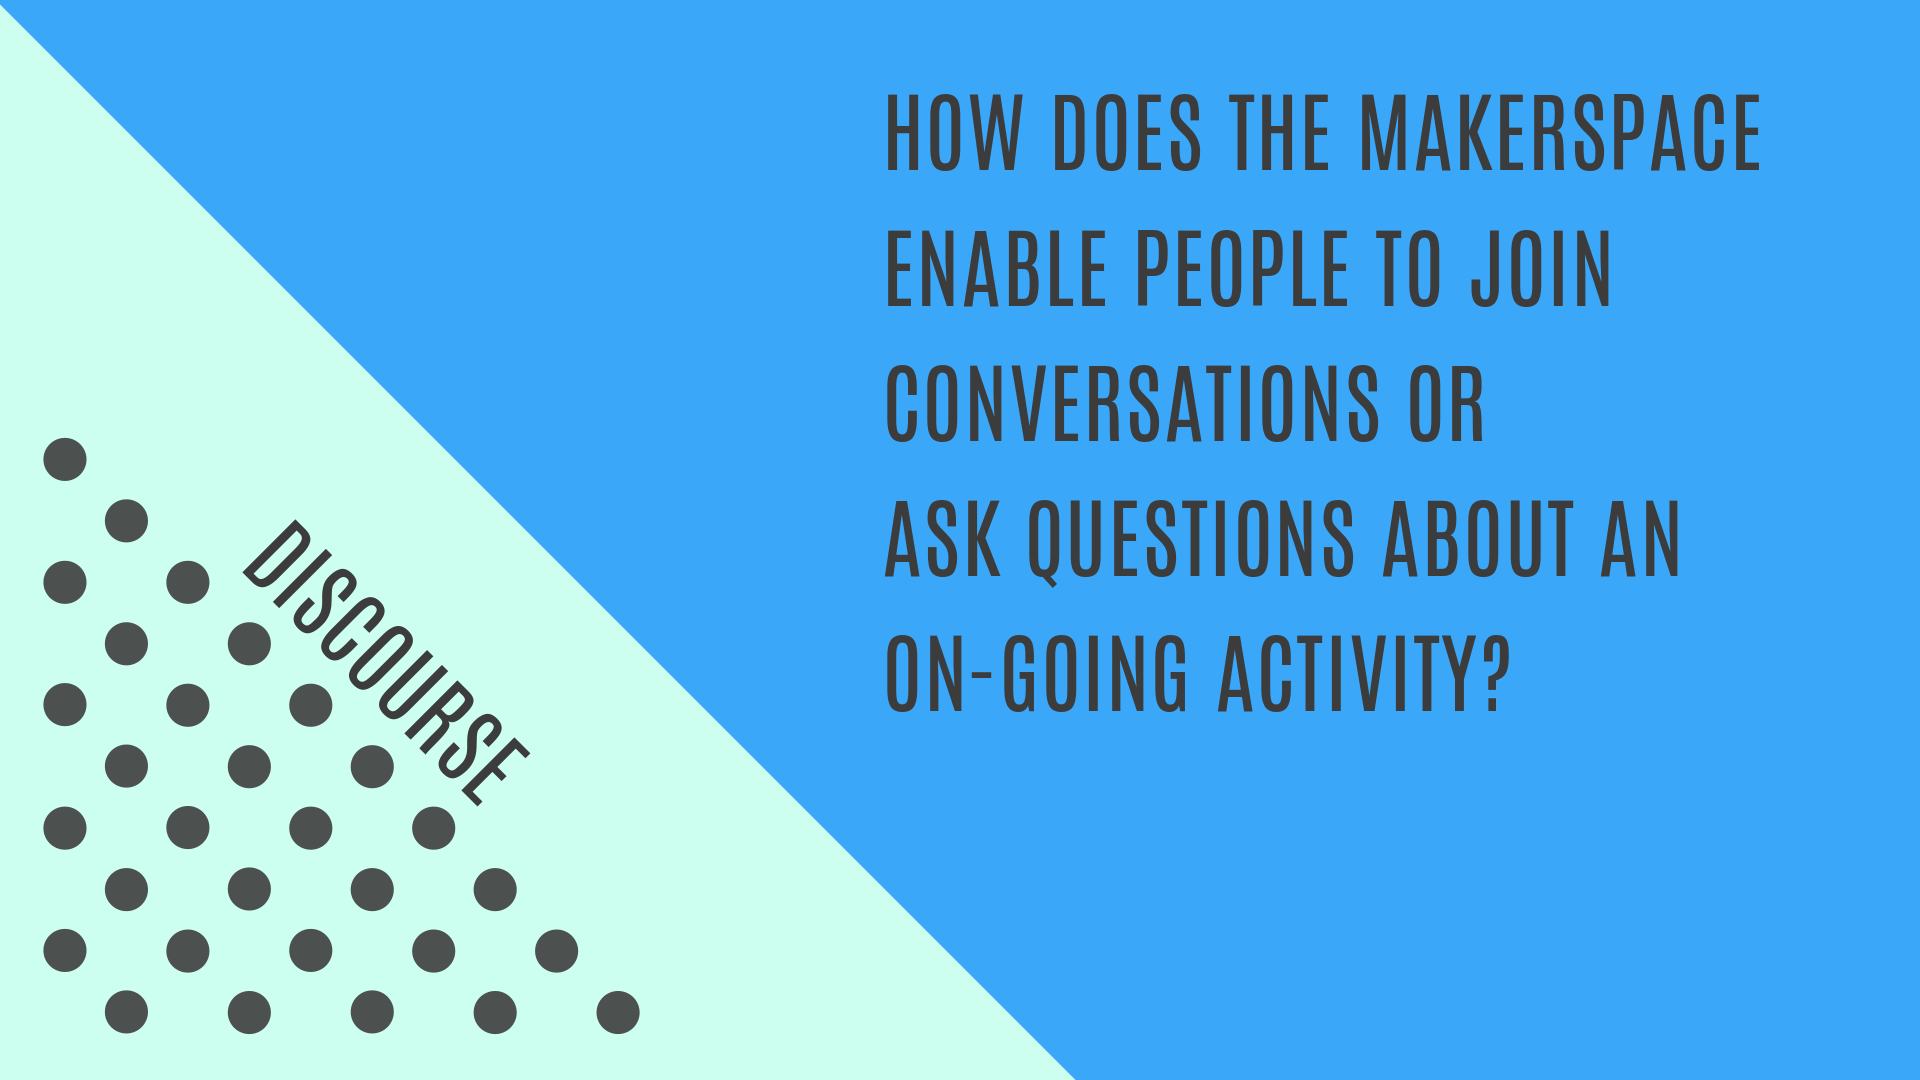 HOW DOES THE MAKERSPACE
ENABLE PEOPLE TO JOIN
CONVERSATIONS OR
ASK QUESTIONS ABOUT AN
ON-GOING ACTIVITY?
DISCOURSE